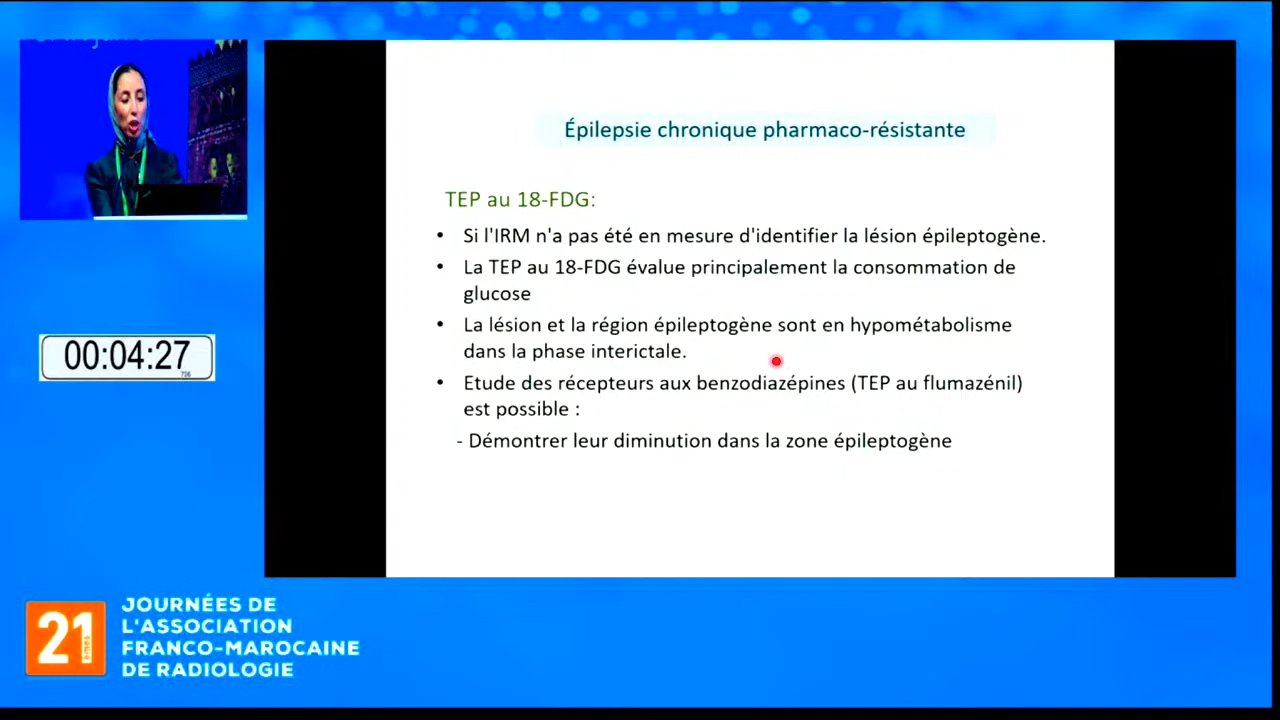 Épilepsie chronique pharmaco-résistante
TEP au 18-FDG:
• Si l'IRM n'a pas été en mesure d'identifier la lésion épileptogène.
• La TEP au 18-FDG évalue principalement la consommation de
glucose
• La lésion et la région épileptogène sont en hypométabolisme
dans la phase interictale.
• Etude des récepteurs aux benzodiazépines (TEP au flumazénil)
est possible :
- Démontrer leur diminution dans la zone épileptogène
00:04:27
21
èmes
JOURNÉES DE
L'ASSOCIATION
FRANCO-MAROCAINE
DE RADIOLOGIE